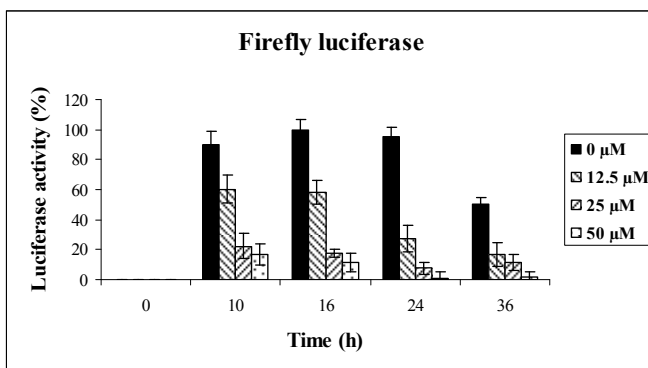 Firefly luciferase
Luciferase activity (%)
120
100
80
60
40
20
0
0 10 16 24 36
Time (h)
0 µM
12.5 µM
25 µM
50 µM